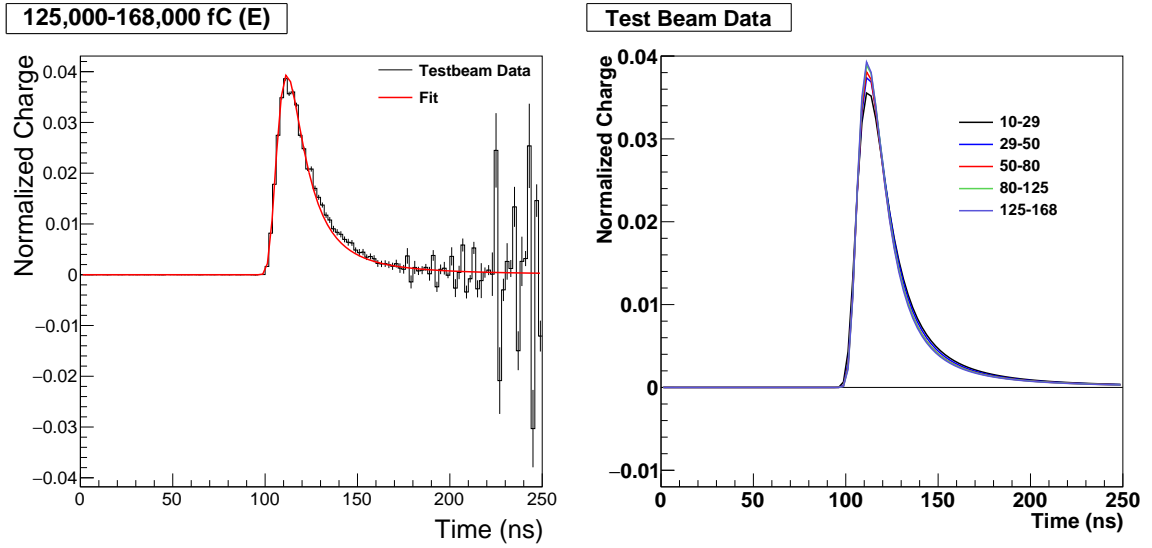 125,000-168,000 fC (E)
Normalized Charge
0.04
0.03
0.02
0.01
0
−0.01
−0.02
−0.03
−0.04
Testbeam Data
Fit
0 50 100 150 200 250
Time (ns)
Test Beam Data
Normalized Charge
0.04
0.03
0.02
0.01
0
−0.01
10-29
29-50
50-80
80-125
125-168
0 50 100 150 200 250
Time (ns)